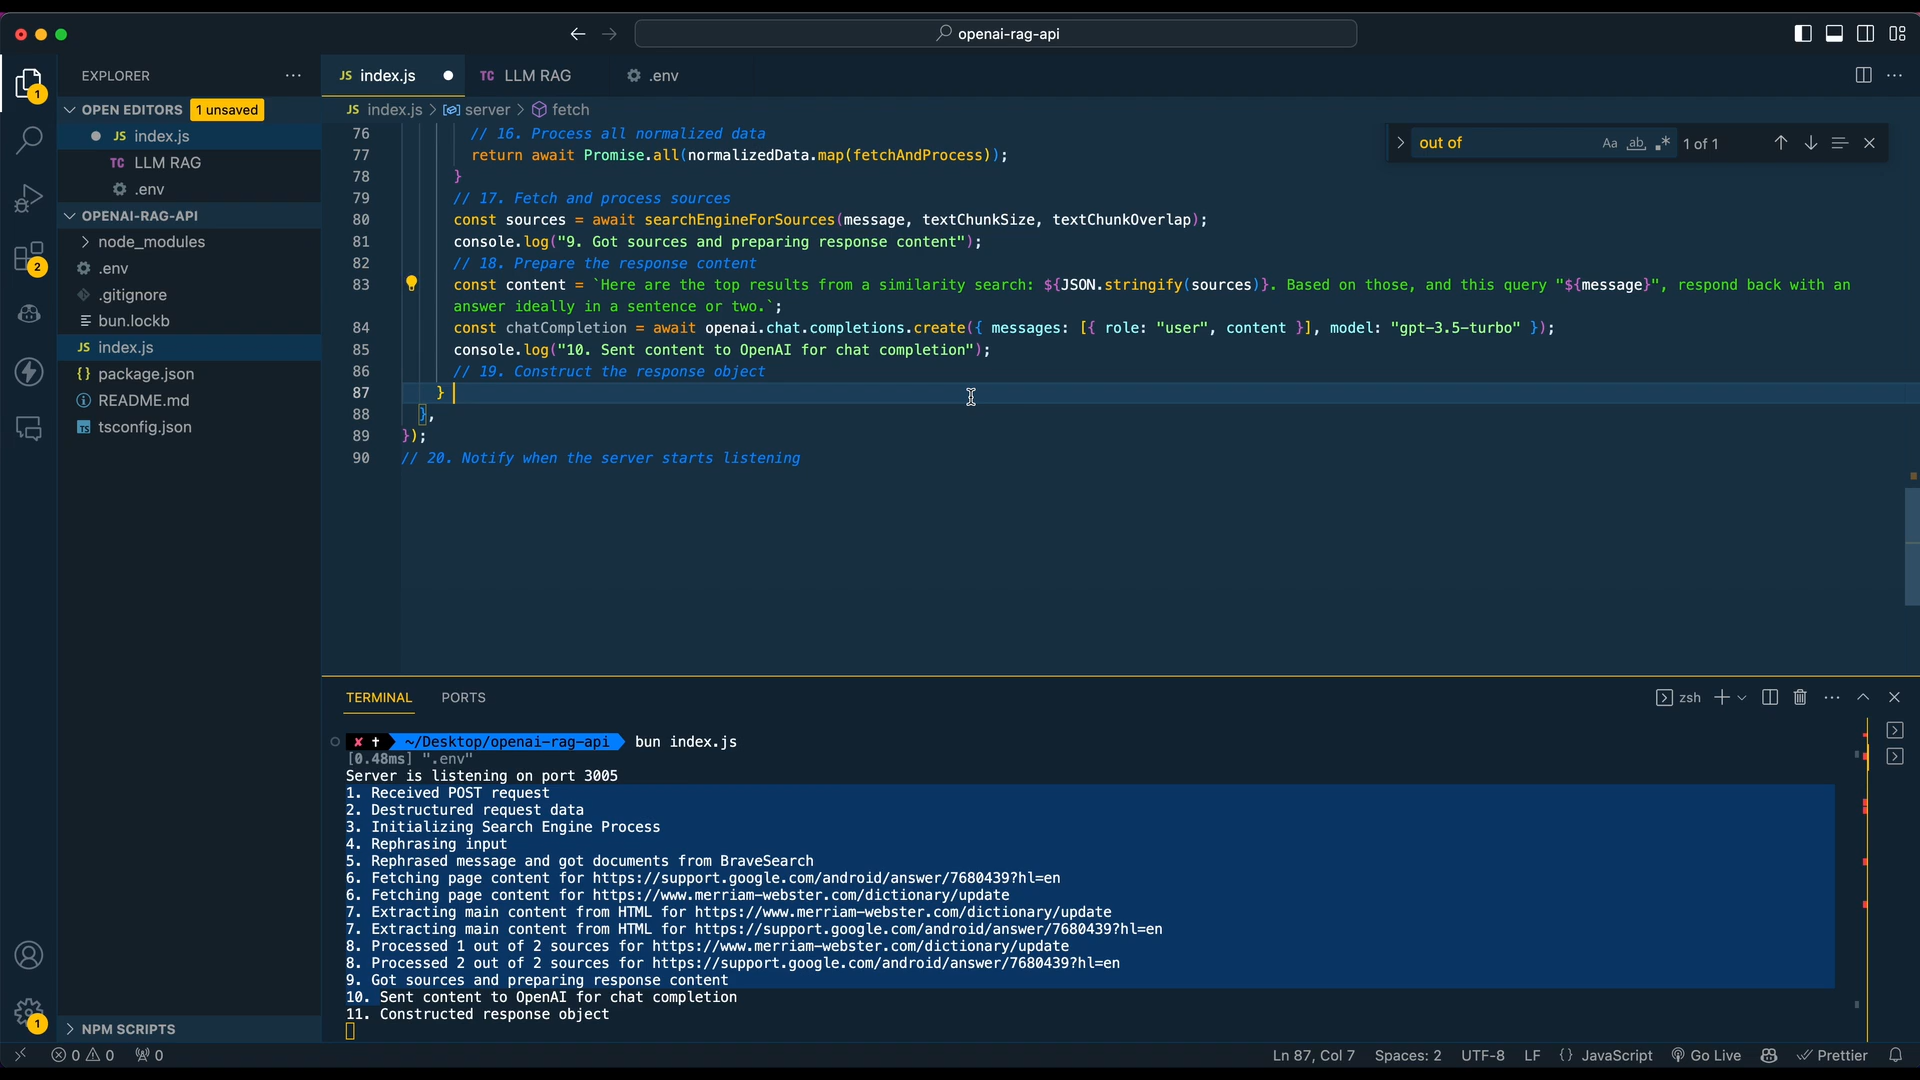 openai-rag-api
EXPLORER
JS index.js
TC LLM RAG
.env
OPEN EDITORS 1 unsaved
JS index.js
TC LLM RAG
.env
OPENAI-RAG-API
node_modules
.env
.gitignore
bun.lockb
JS index.js
{} package.json
README.md
TS tsconfig.json
NPM SCRIPTS
1
2
1
JS index.js > server > fetch
out of Aa ab .* 1 of 1
76 // 16. Process all normalized data
77 return await Promise.all(normalizedData.map(fetchAndProcess));
78 }
79 // 17. Fetch and process sources
80 const sources = await searchEngineForSources(message, textChunkSize, textChunkOverlap);
81 console.log("9. Got sources and preparing response content");
82 // 18. Prepare the response content
83 const content = `Here are the top results from a similarity search: ${JSON.stringify(sources)}. Based on those, and this query "${message}", respond back with an
answer ideally in a sentence or two.`;
84 const chatCompletion = await openai.chat.completions.create({ messages: [{ role: "user", content }], model: "gpt-3.5-turbo" });
85 console.log("10. Sent content to OpenAI for chat completion");
86 // 19. Construct the response object
87 }
88 },
89 });
90 // 20. Notify when the server starts listening
TERMINAL PORTS
zsh
✘ ✝ ~/Desktop/openai-rag-api bun index.js
[0.48ms] ".env"
Server is listening on port 3005
1. Received POST request
2. Destructured request data
3. Initializing Search Engine Process
4. Rephrasing input
5. Rephrased message and got documents from BraveSearch
6. Fetching page content for https://support.google.com/android/answer/7680439?hl=en
6. Fetching page content for https://www.merriam-webster.com/dictionary/update
7. Extracting main content from HTML for https://www.merriam-webster.com/dictionary/update
7. Extracting main content from HTML for https://support.google.com/android/answer/7680439?hl=en
8. Processed 1 out of 2 sources for https://www.merriam-webster.com/dictionary/update
8. Processed 2 out of 2 sources for https://support.google.com/android/answer/7680439?hl=en
9. Got sources and preparing response content
10. Sent content to OpenAI for chat completion
11. Constructed response object
0 0 0
Ln 87, Col 7 Spaces: 2 UTF-8 LF {} JavaScript Go Live Prettier